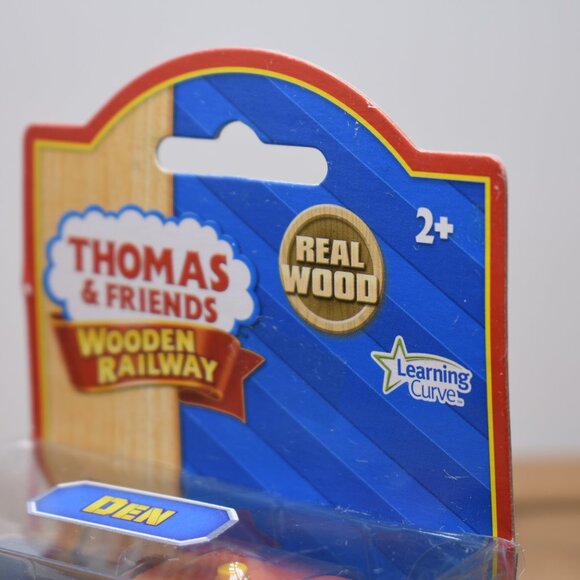 THOMAS
& FRIENDS
WOODEN
RAILWAY
REAL
WOOD
2+
Learning
Curve
DEN